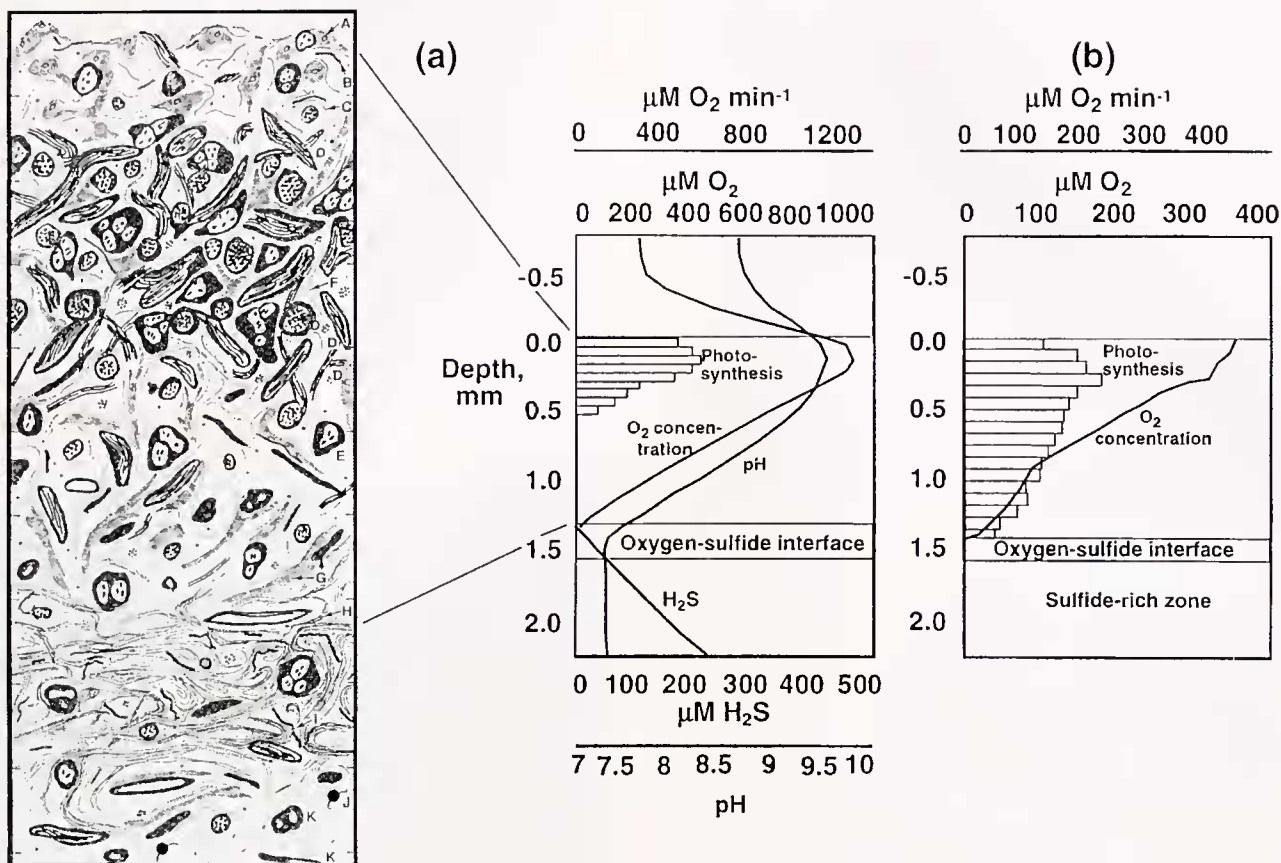 A
B
C
D
D
F
D
D
E
G
H
J
K
K
(a)
µM O2 min-1
0 400 800 1200
µM O2
0 200 400 600 800 1000
-0.5
0.0
Depth,
mm
0.5
1.0
1.5
2.0
Photo-
synthesis
O2 concen-
tration
pH
Oxygen-sulfide interface
H2S
0 100 200 300 400 500
µM H2S
7 7.5 8 8.5 9 9.5 10
pH
(b)
µM O2 min-1
0 100 200 300 400
µM O2
0 100 200 300 400
-0.5
0.0
0.5
1.0
1.5
2.0
Photo-
synthesis
O2
concentration
Oxygen-sulfide interface
Sulfide-rich zone